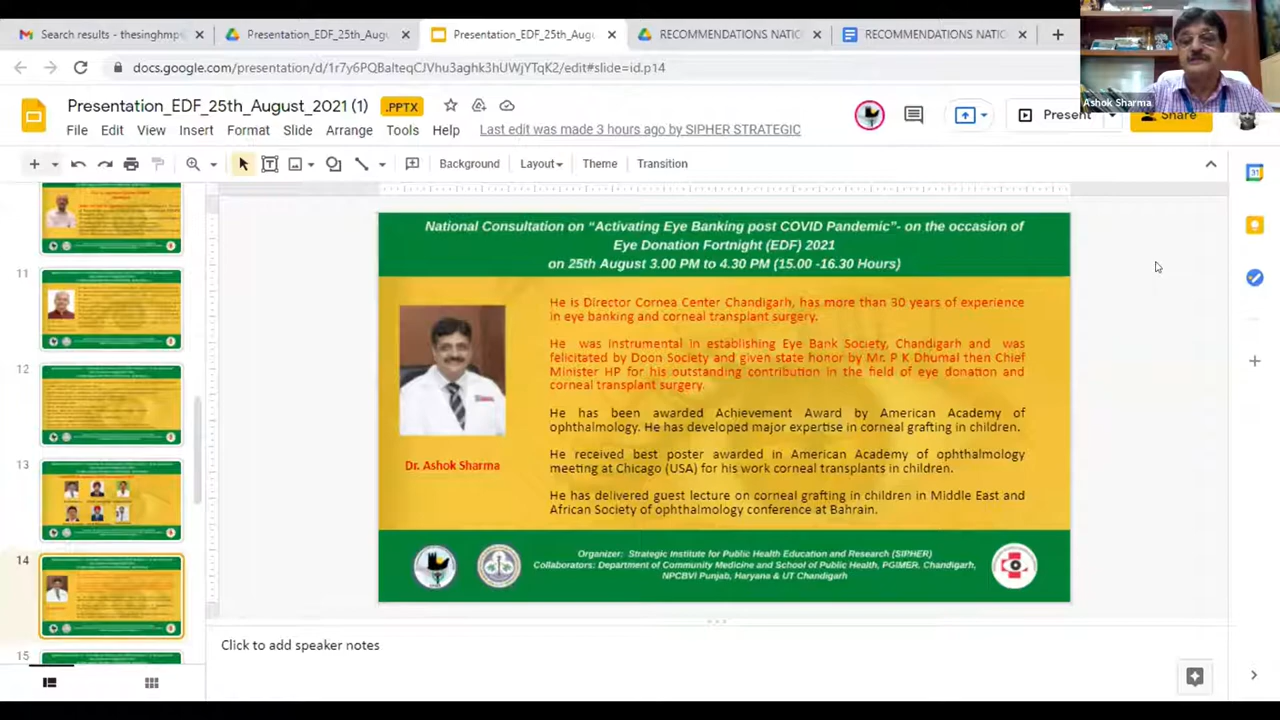 Search results - thesinghmp
Presentation_EDF_25th_Augu
Presentation_EDF_25th_Augu
RECOMMENDATIONS NATIO
RECOMMENDATIONS NATIO
docs.google.com/presentation/d/
/edit#slide=id.p14
Ashok Sharma
Presentation_EDF_25th_August_2021 (1)
.PPTX
File Edit View Insert Format Slide Arrange Tools Help
Last edit was made 3 hours ago by SIPHER STRATEGIC
Present
Share
Background Layout Theme Transition
11
12
13
14
15
National Consultation on “Activating Eye Banking post COVID Pandemic”- on the occasion of
Eye Donation Fortnight (EDF) 2021
on 25th August 3.00 PM to 4.30 PM (15.00 -16.30 Hours)
He is Director Cornea Center Chandigarh, has more than 30 years of experience
in eye banking and corneal transplant surgery.
He was instrumental in establishing Eye Bank Society, Chandigarh and was
felicitated by Doon Society and given state honor by Mr. P K Dhumal then Chief
Minister HP for his outstanding contribution in the field of eye donation and
corneal transplant surgery.
He has been awarded Achievement Award by American Academy of
ophthalmology. He has developed major expertise in corneal grafting in children.
He received best poster awarded in American Academy of ophthalmology
meeting at Chicago (USA) for his work corneal transplants in children.
He has delivered guest lecture on corneal grafting in children in Middle East and
African Society of ophthalmology conference at Bahrain.
Dr. Ashok Sharma
Organizer: Strategic Institute for Public Health Education and Research (SIPHER)
Collaborators: Department of Community Medicine and School of Public Health, PGIMER, Chandigarh,
NPCBVI Punjab, Haryana & UT Chandigarh
Click to add speaker notes
31